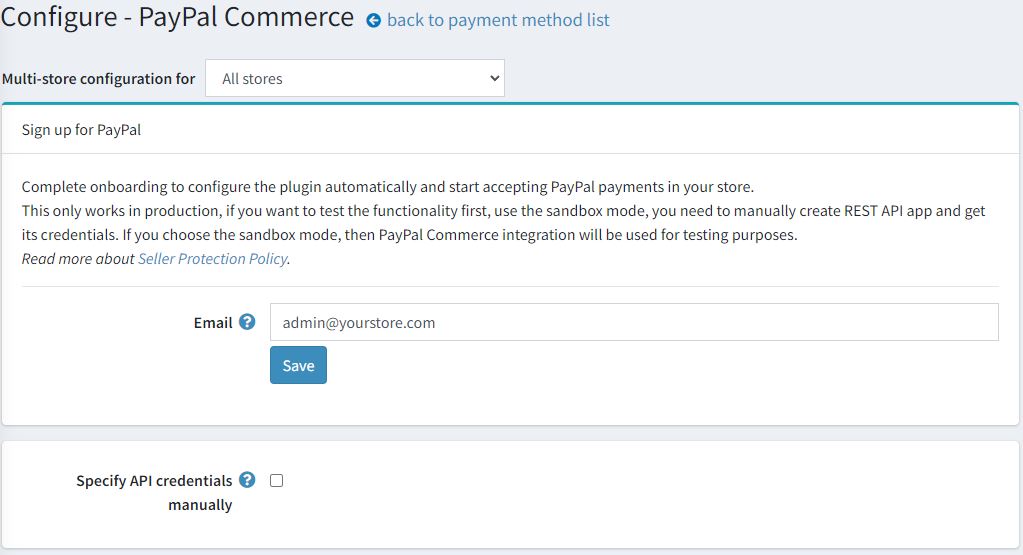 Configure - PayPal Commerce back to payment method list
Multi-store configuration for All stores
Sign up for PayPal
Complete onboarding to configure the plugin automatically and start accepting PayPal payments in your store.
This only works in production, if you want to test the functionality first, use the sandbox mode, you need to manually create REST API app and get
its credentials. If you choose the sandbox mode, then PayPal Commerce integration will be used for testing purposes.
Read more about Seller Protection Policy.
Email ? admin@yourstore.com
Save
Specify API credentials ?
manually